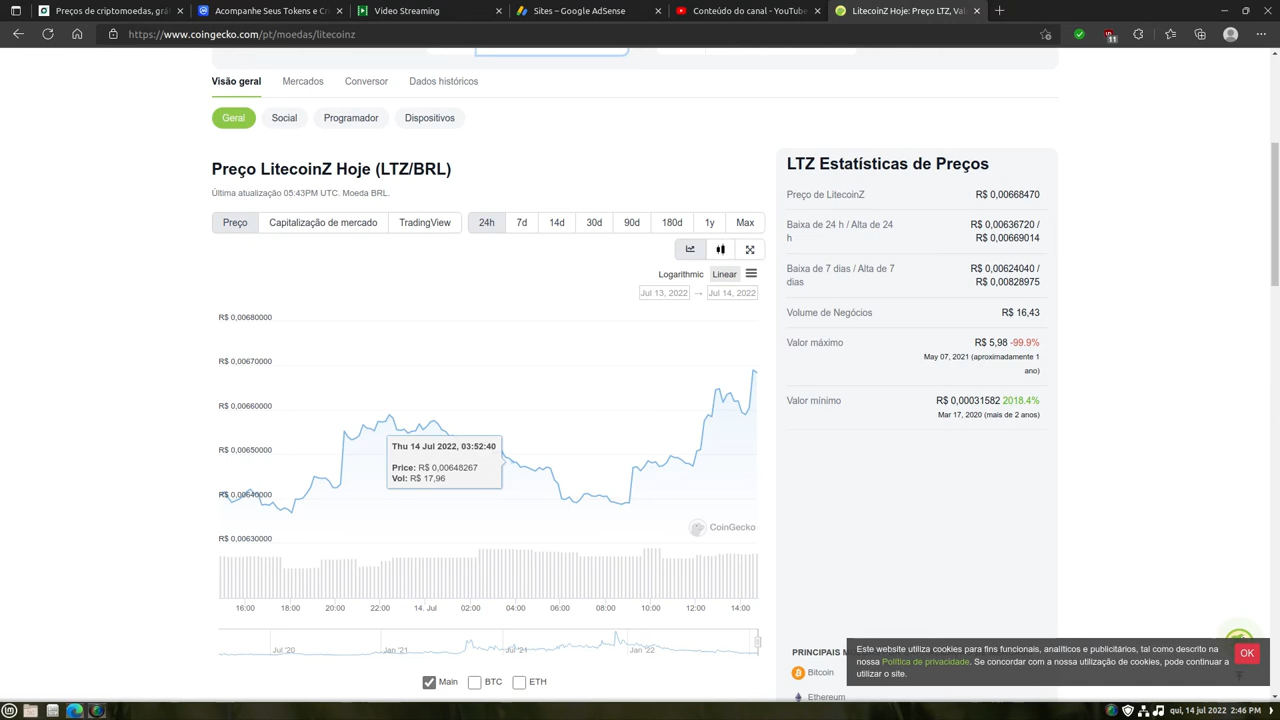 Preços de criptomoedas, grá
Acompanhe Seus Tokens e Cr
Video Streaming
Sites – Google AdSense
Conteúdo do canal - YouTube
LitecoinZ Hoje: Preço LTZ, Val
https://www.coingecko.com/pt/moedas/litecoinz
11
Visão geral
Mercados
Conversor
Dados históricos
Geral
Social
Programador
Dispositivos
Preço LitecoinZ Hoje (LTZ/BRL)
Última atualização 05:43PM UTC. Moeda BRL.
Preço
Capitalização de mercado
TradingView
24h
7d
14d
30d
90d
180d
1y
Max
Logarithmic
Linear
Jul 13, 2022 → Jul 14, 2022
R$ 0,00680000
R$ 0,00670000
R$ 0,00660000
R$ 0,00650000
R$ 0,00640000
R$ 0,00630000
Thu 14 Jul 2022, 03:52:40
Price: R$ 0,00648267
Vol: R$ 17,96
CoinGecko
16:00
18:00
20:00
22:00
14. Jul
02:00
04:00
06:00
08:00
10:00
14:00
Jul '20
Jan '21
Jul '21
Jan '22
Main
BTC
ETH
LTZ Estatísticas de Preços
Preço de LitecoinZ
R$ 0,00668470
Baixa de 24 h / Alta de 24
h
R$ 0,00636720 /
R$ 0,00669014
Baixa de 7 dias / Alta de 7
dias
R$ 0,00624040 /
R$ 0,00828975
Volume de Negócios
R$ 16,43
Valor máximo
R$ 5,98 -99.9%
May 07, 2021 (aproximadamente 1
ano)
Valor mínimo
R$ 0,00031582 2018.4%
Mar 17, 2020 (mais de 2 anos)
PRINCIPAIS
Bitcoin
Ethereum
Este website utiliza cookies para fins funcionais, analíticos e publicitários, tal como descrito na
nossa Política de privacidade. Se concordar com a nossa utilização de cookies, pode continuar a
utilizar o site.
OK
qui, 14 jul 2022
2:46 PM